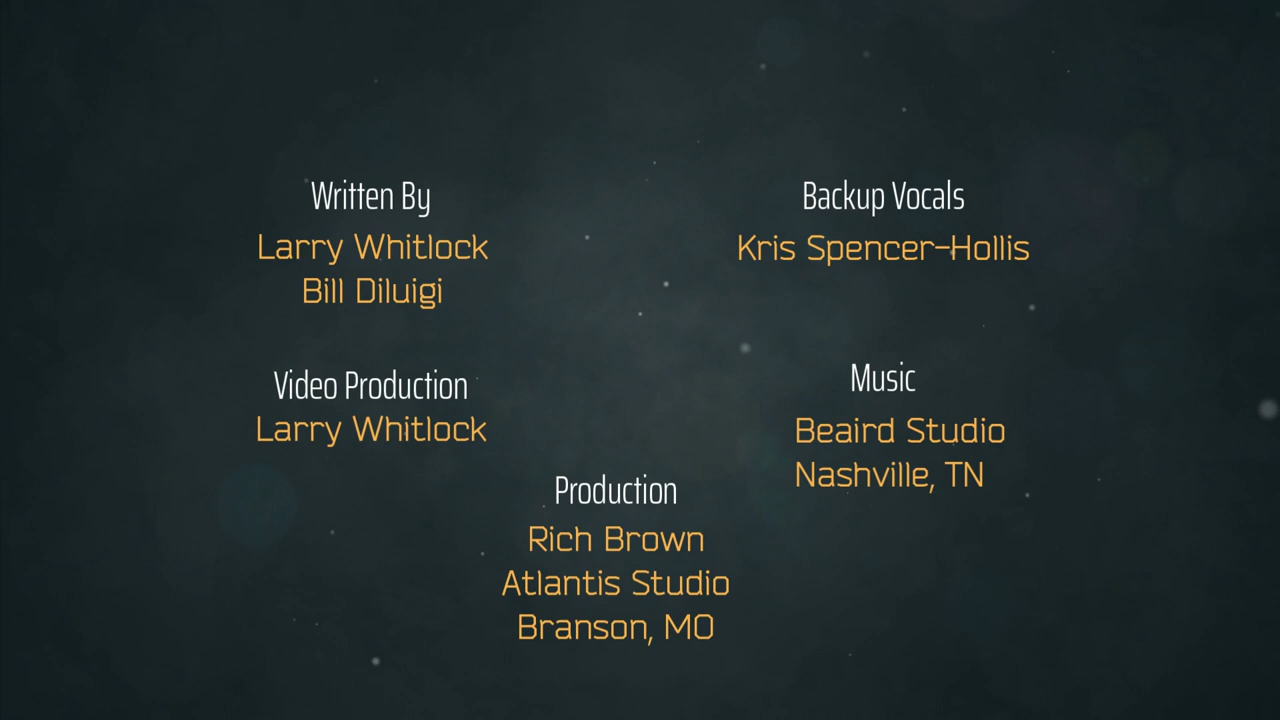 Written By
Larry Whitlock
Bill Diluigi
Backup Vocals
Kris Spencer-Hollis
Video Production
Larry Whitlock
Music
Beaird Studio
Nashville, TN
Production
Rich Brown
Atlantis Studio
Branson, MO